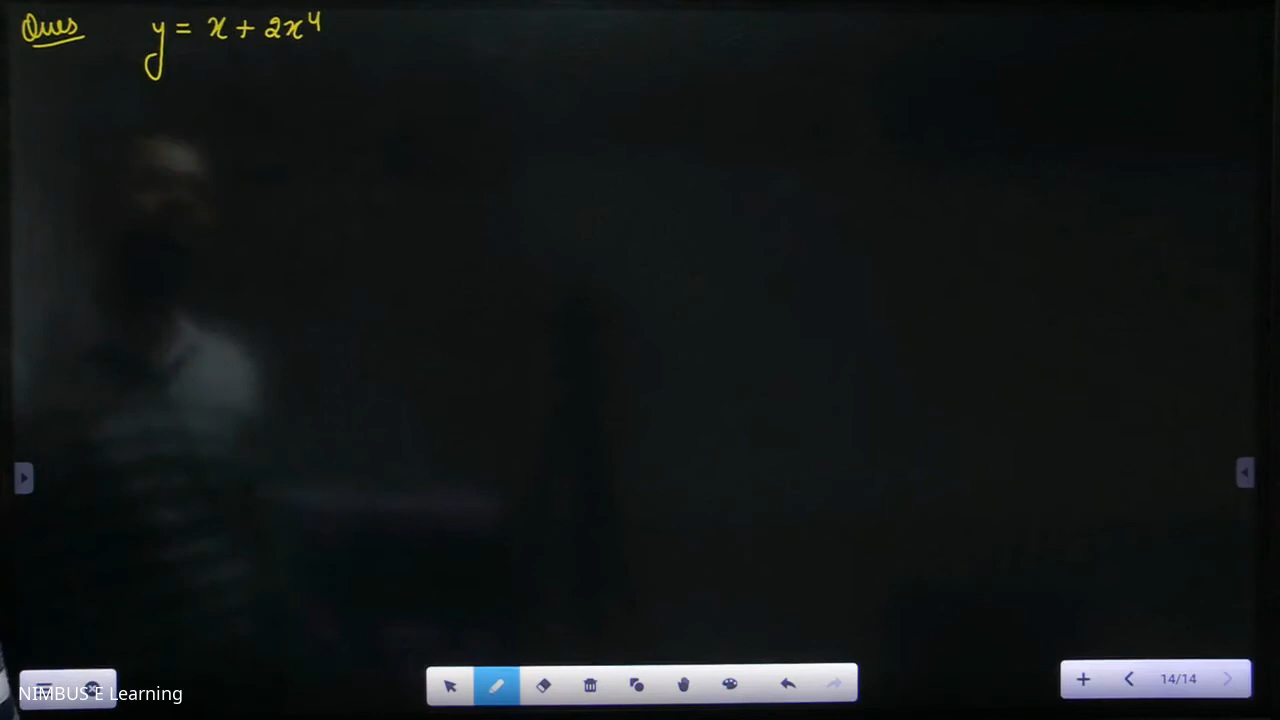 Ques y = x + 2x⁴
14/14
NIMBUS E Learning